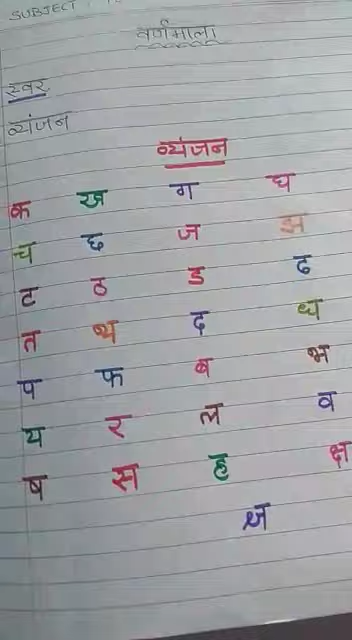 SUBJECT :
वर्णमाला
स्वर
व्यंजन
व्यंजन
क ख ग घ
च छ ज झ
ट ठ ड ढ
त थ द ध
प फ ब भ
य र ल व
ष स ह क्ष